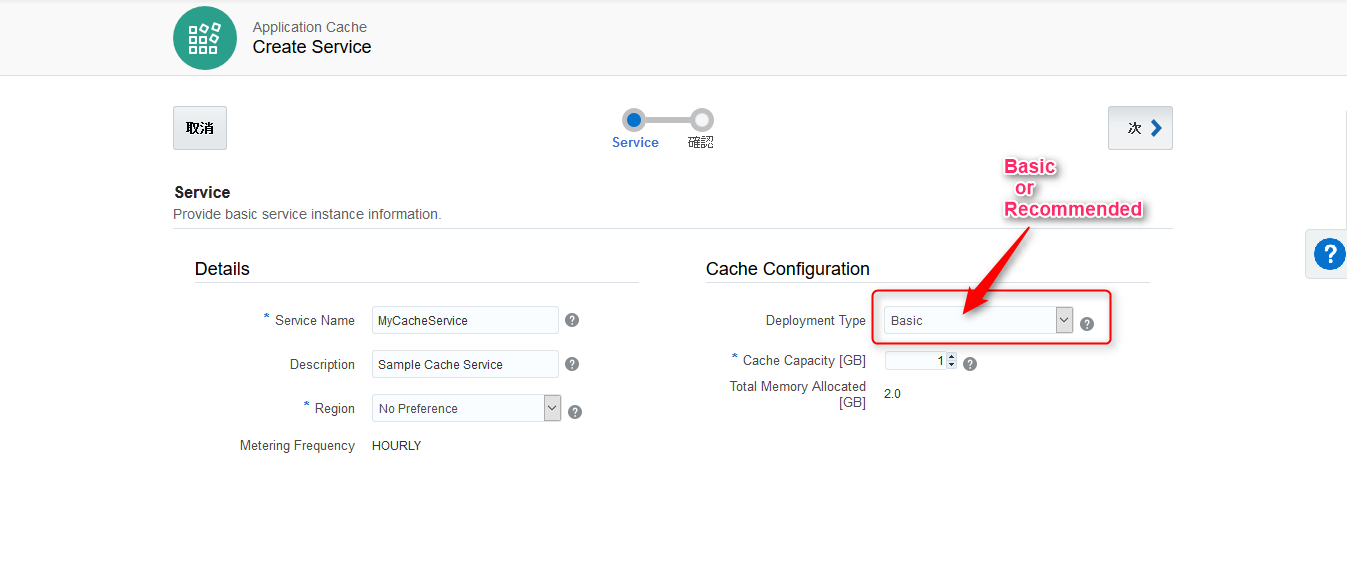 Application Cache
Create Service
取消
Service
確認
次
Basic
or
Recommended
Service
Provide basic service instance information.
Details
* Service Name MyCacheService ?
Description Sample Cache Service ?
* Region No Preference ?
Metering Frequency HOURLY
Cache Configuration
Deployment Type Basic ?
* Cache Capacity [GB] 1 ?
Total Memory Allocated
[GB] 2.0
?